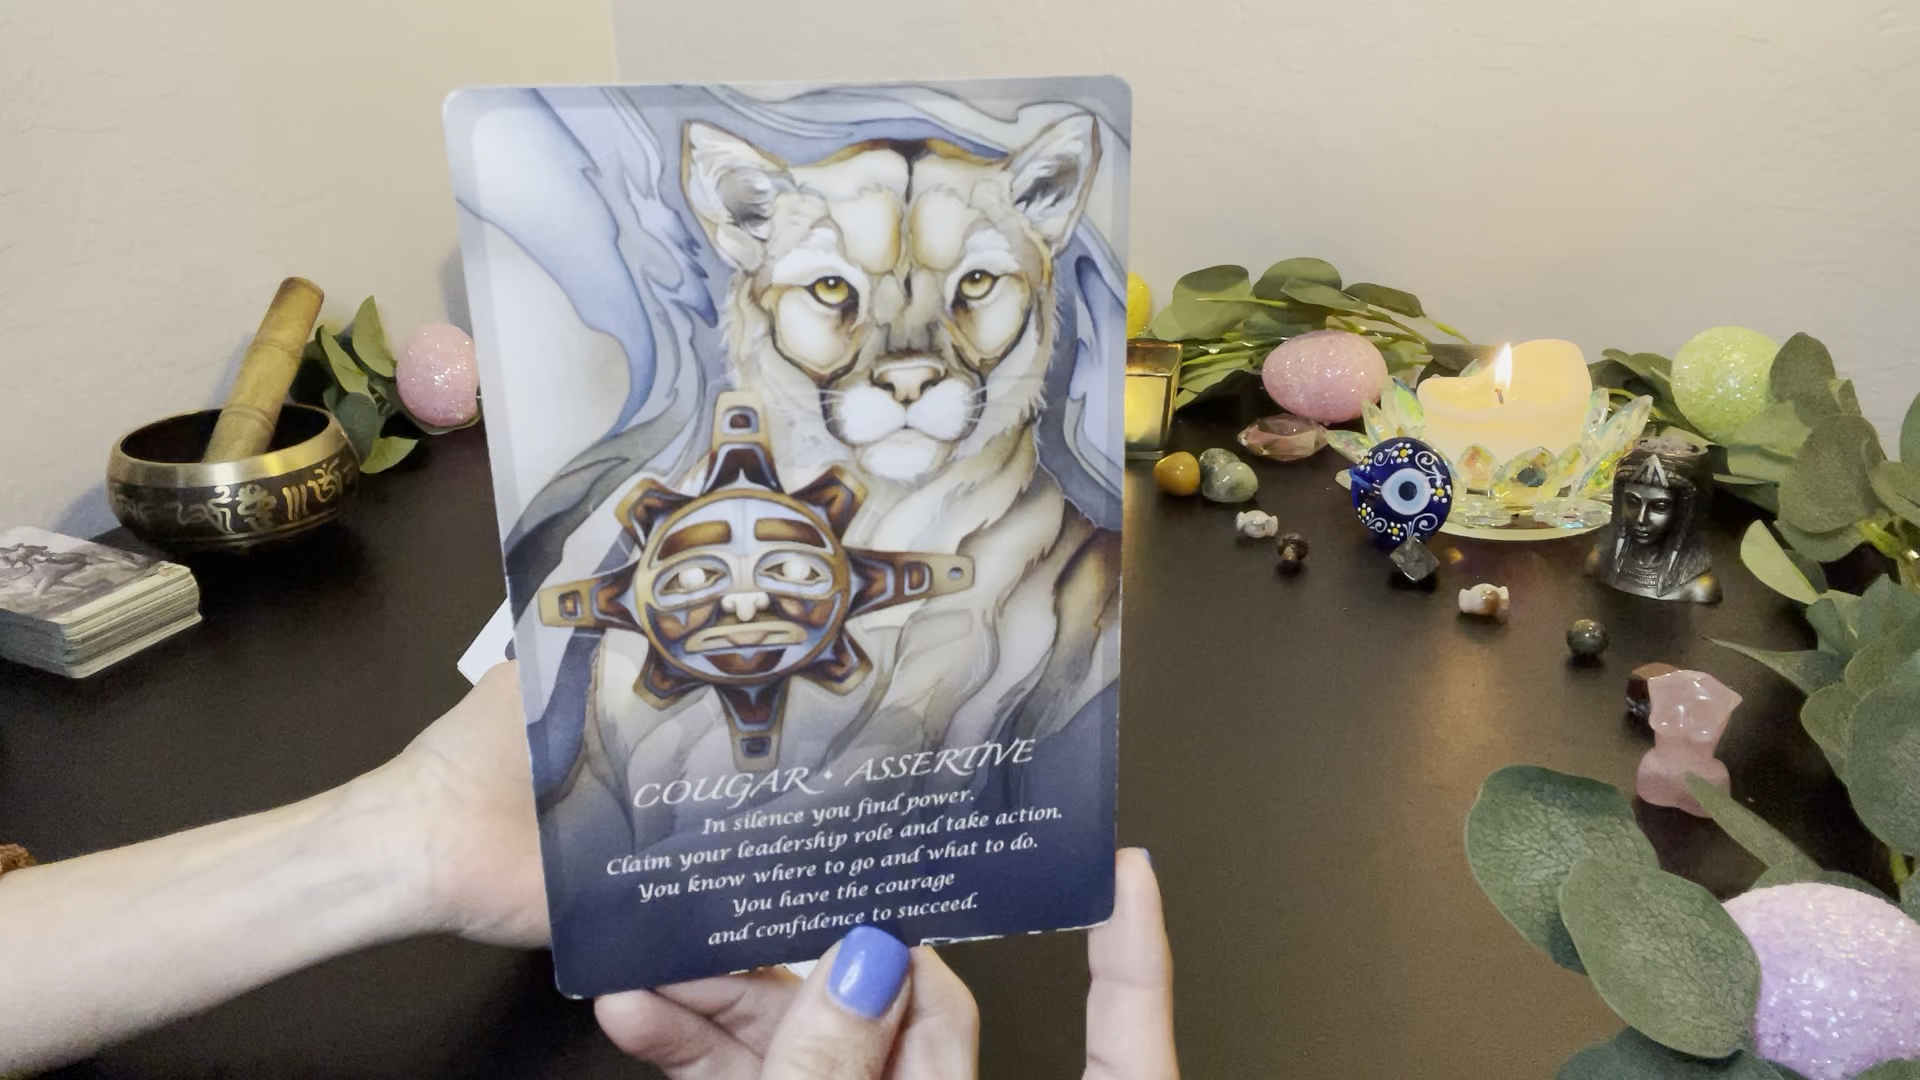 COUGAR • ASSERTIVE
In silence you find power.
Claim your leadership role and take action.
You know where to go and what to do.
You have the courage
and confidence to succeed.